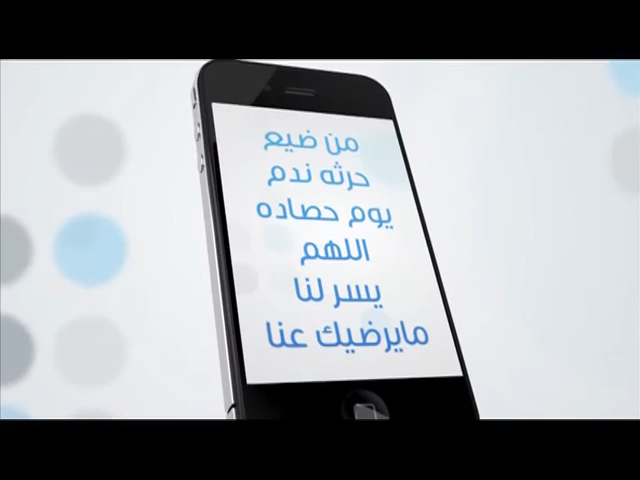 من ضيع
حرثه ندم
يوم حصاده
اللهم
يسر لنا
مايرضيك عنا